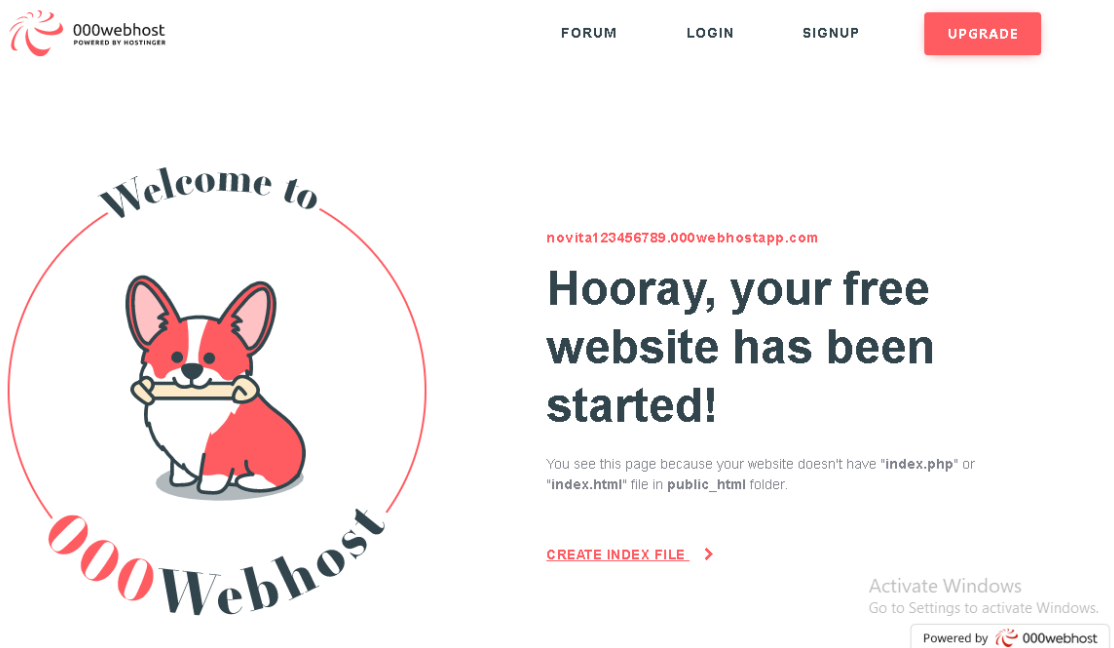 000webhost
POWERED BY HOSTINGER
FORUM
LOGIN
SIGNUP
UPGRADE
Welcome to
000Webhost
novita123456789.000webhostapp.com
Hooray, your free
website has been
started!
You see this page because your website doesn't have "index.php" or
"index.html" file in public_html folder.
CREATE INDEX FILE
Activate Windows
Go to Settings to activate Windows.
Powered by 000webhost